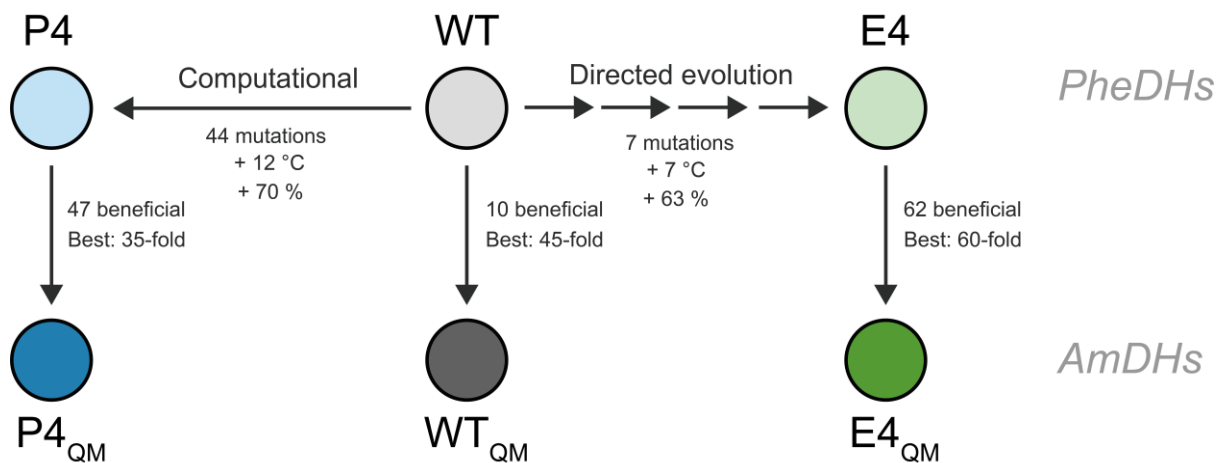 P4
WT
E4
Computational
Directed evolution
PheDHs
44 mutations
+ 12 °C
+ 70 %
7 mutations
+ 7 °C
+ 63 %
47 beneficial
Best: 35-fold
10 beneficial
Best: 45-fold
62 beneficial
Best: 60-fold
AmDHs
P4QM
WTQM
E4QM